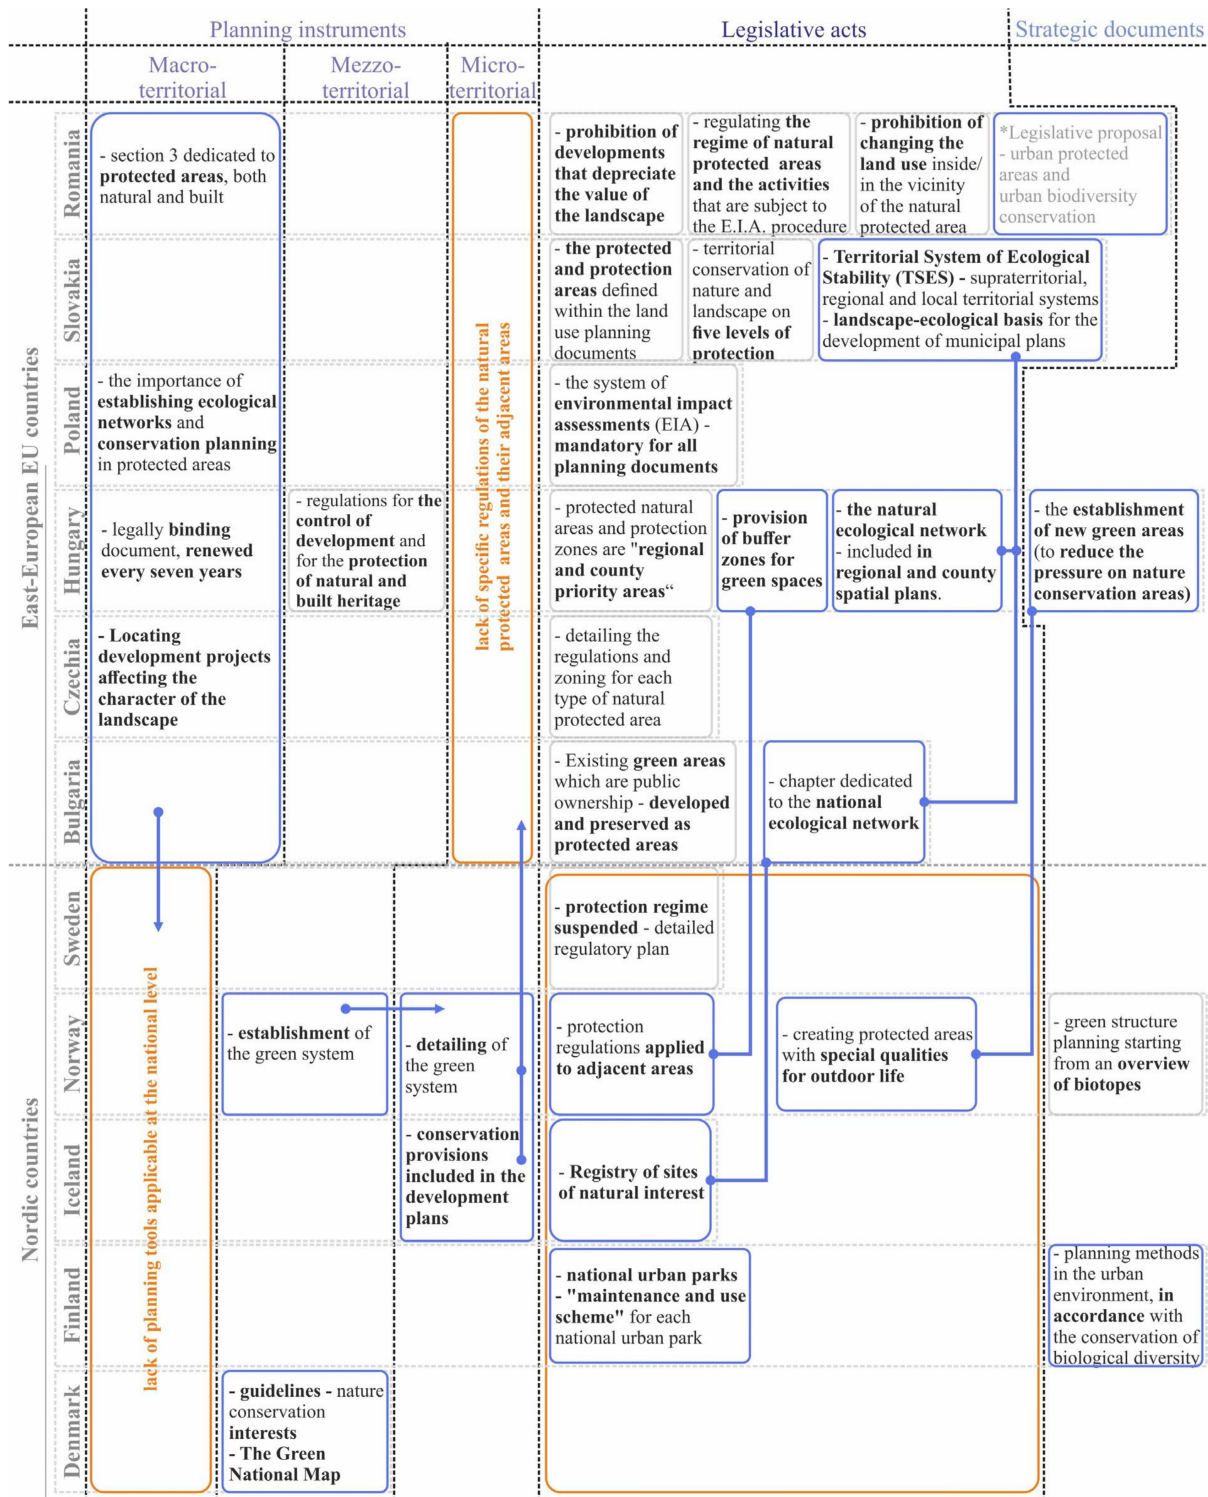 Planning instruments
Legislative acts
Strategic documents
Macro-
territorial
Mezzo-
territorial
Micro-
territorial
East-European EU countries
Romania
- section 3 dedicated to
protected areas, both
natural and built
- prohibition of
developments
that depreciate
the value of
the landscape
- regulating the
regime of natural
protected areas
and the activities
that are subject to
the E.I.A. procedure
- prohibition of
changing the
land use inside/
in the vicinity
of the natural
protected area
*Legislative proposal
- urban protected
areas and
urban biodiversity
conservation
lack of specific regulations of the natural
protected areas and their adjacent areas
Slovakia
- the protected
and protection
areas defined
within the land
use planning
documents
- territorial
conservation of
nature and
landscape on
five levels of
protection
- Territorial System of Ecological
Stability (TSES) - supraterritorial,
regional and local territorial systems
- landscape-ecological basis for the
development of municipal plans
Poland
- the importance of
establishing ecological
networks and
conservation planning
in protected areas
- the system of
environmental impact
assessments (EIA) -
mandatory for all
planning documents
Hungary
- legally binding
document, renewed
every seven years
- regulations for the
control of
development and
for the protection
of natural and
built heritage
- protected natural
areas and protection
zones are "regional
and county
priority areas“
- provision
of buffer
zones for
green spaces
- the natural
ecological network
- included in
regional and county
spatial plans.
- the establishment
of new green areas
(to reduce the
pressure on nature
conservation areas)
Czechia
- Locating
development projects
affecting the
character of the
landscape
- detailing the
regulations and
zoning for each
type of natural
protected area
Bulgaria
- Existing green areas
which are public
ownership - developed
and preserved as
protected areas
- chapter dedicated
to the national
ecological network
Nordic countries
lack of planning tools applicable at the national level
Sweden
- protection regime
suspended - detailed
regulatory plan
Norway
- establishment of
the green system
- detailing of
the green
system
- protection
regulations applied
to adjacent areas
- creating protected areas
with special qualities
for outdoor life
- green structure
planning starting
from an overview
of biotopes
Iceland
- conservation
provisions
included in the
development
plans
- Registry of sites
of natural interest
Finland
- national urban parks
- "maintenance and use
scheme" for each
national urban park
- planning methods
in the urban
environment, in
accordance with
the conservation of
biological diversity
Denmark
- guidelines - nature
conservation
interests
- The Green
National Map